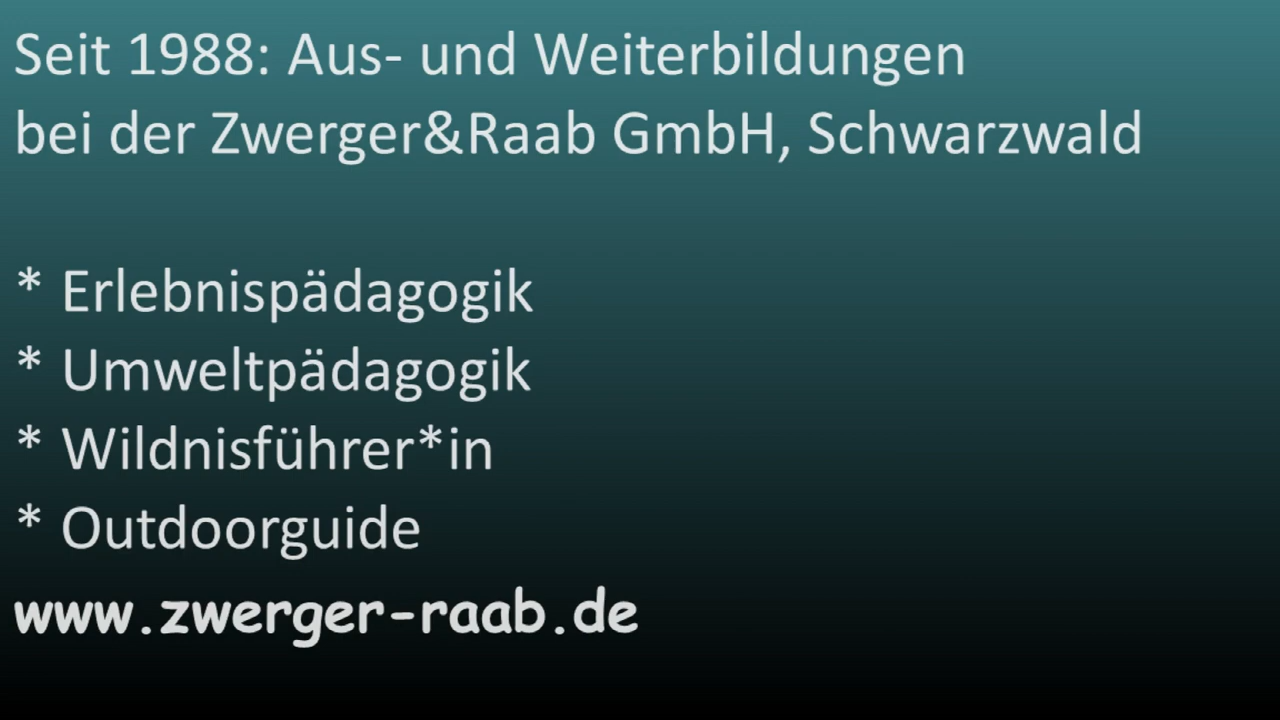 Seit 1988: Aus- und Weiterbildungen
bei der Zwerger&Raab GmbH, Schwarzwald
* Erlebnispädagogik
* Umweltpädagogik
* Wildnisführer*in
* Outdoorguide
www.zwerger-raab.de